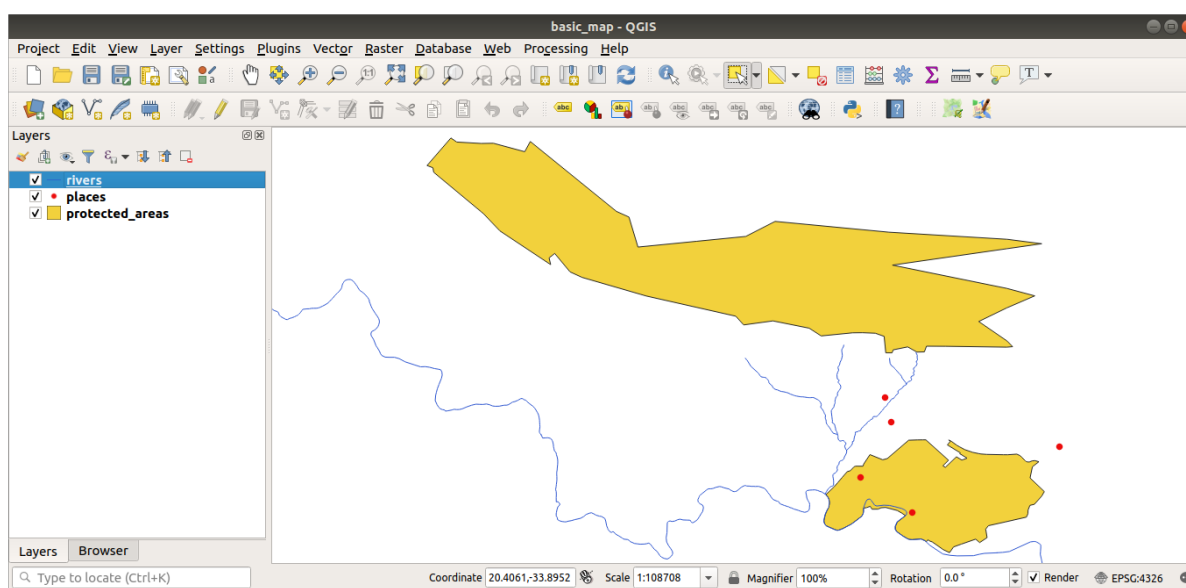 basic_map - QGIS
Project Edit View Layer Settings Plugins Vector Raster Database Web Processing Help
Layers
rivers
places
protected_areas
Layers Browser
Type to locate (Ctrl+K) Coordinate 20.4061,-33.8952 Scale 1:108708 Magnifier 100% Rotation 0.0 ° Render EPSG:4326